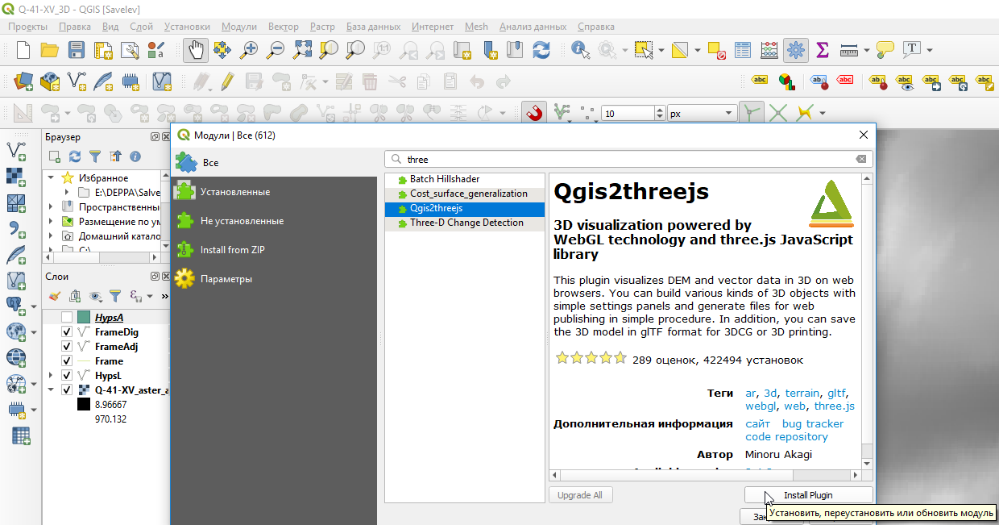 Q-41-XV_3D - QGIS [Savelev]
Проекты Правка Вид Слой Установки Модули Вектор Растр База данных Интернет Mesh Анализ данных Справка
abc abc abc abc abc abc abc abc
10 px
Браузер
Избранное
E:\DEPPA\Salve
Пространственны
Размещение по ум
Домашний катало
C:\
Слои
HypsA
FrameDig
FrameAdj
Frame
HypsL
Q-41-XV_aster_a
8.96667
970.132
Модули | Все (612)
Все
Установленные
Не установленные
Install from ZIP
Параметры
three
Batch Hillshader
Cost_surface_generalization
Qgis2threejs
Three-D Change Detection
Qgis2threejs
3D visualization powered by
WebGL technology and three.js JavaScript
library
This plugin visualizes DEM and vector data in 3D on web
browsers. You can build various kinds of 3D objects with
simple settings panels and generate files for web
publishing in simple procedure. In addition, you can save
the 3D model in glTF format for 3DCG or 3D printing.
289 оценок, 422494 установок
Теги ar, 3d, terrain, gltf,
webgl, web, three.js
Дополнительная информация сайт bug tracker
code repository
Автор Minoru Akagi
Upgrade All Install Plugin
Установить, переустановить или обновить модуль